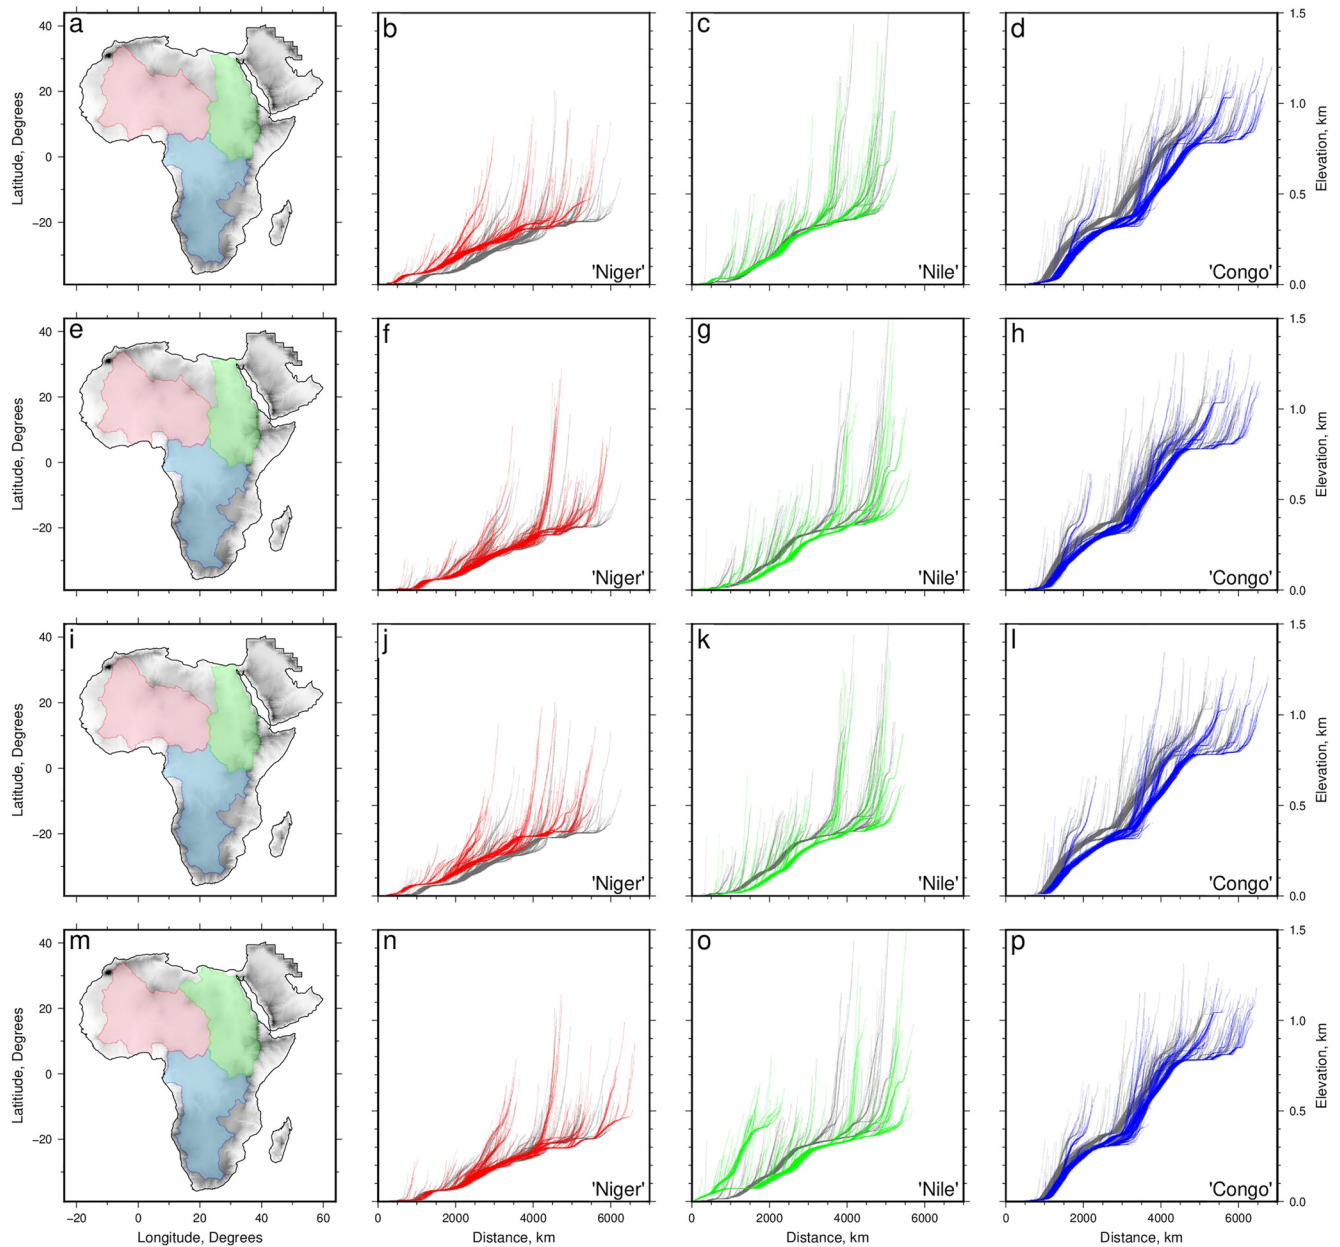 a
b
c
d
40
20
0
−20
Latitude, Degrees
'Niger'
'Nile'
'Congo'
1.5
1.0
0.5
0.0
Elevation, km
e
f
g
h
40
20
0
−20
Latitude, Degrees
'Niger'
'Nile'
'Congo'
1.5
1.0
0.5
0.0
Elevation, km
i
j
k
l
40
20
0
−20
Latitude, Degrees
'Niger'
'Nile'
'Congo'
1.5
1.0
0.5
0.0
Elevation, km
m
n
o
p
40
20
0
−20
Latitiude, Degrees
'Niger'
'Nile'
'Congo'
1.5
1.0
0.5
0.0
Elevation, km
−20 0 20 40 60
0 2000 4000 6000
0 2000 4000 6000
0 2000 4000 6000
Longitude, Degrees
Distance, km
Distance, km
Distance, km